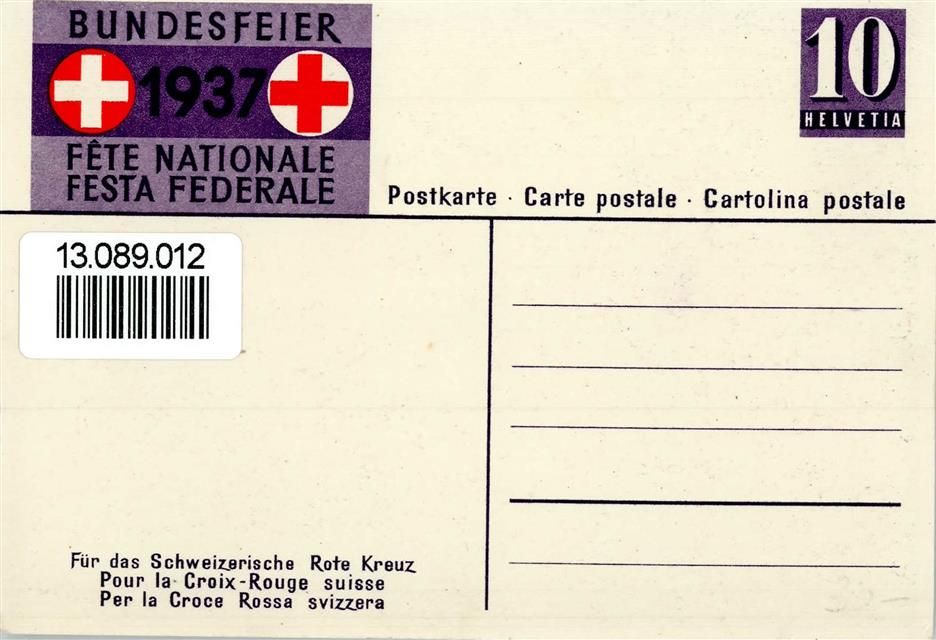 BUNDESFEIER
1937
FÊTE NATIONALE
FESTA FEDERALE
10
HELVETIA
Postkarte · Carte postale · Cartolina postale
13.089.012
Für das Schweizerische Rote Kreuz
Pour la Croix-Rouge suisse
Per la Croce Rossa svizzera